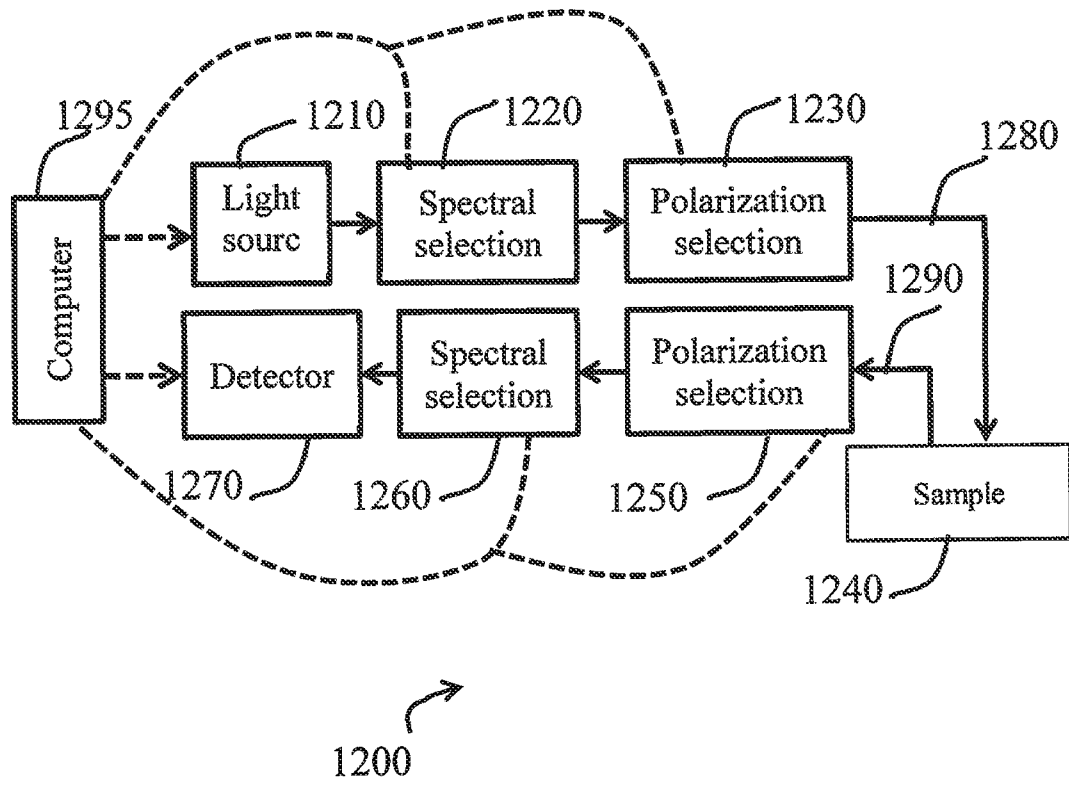 1295
1210
1220
1230
1280
Computer
Light
sourc
Spectral
selection
Polarization
selection
1290
Detector
Spectral
selection
Polarization
selection
Sample
1270
1260
1250
1240
1200